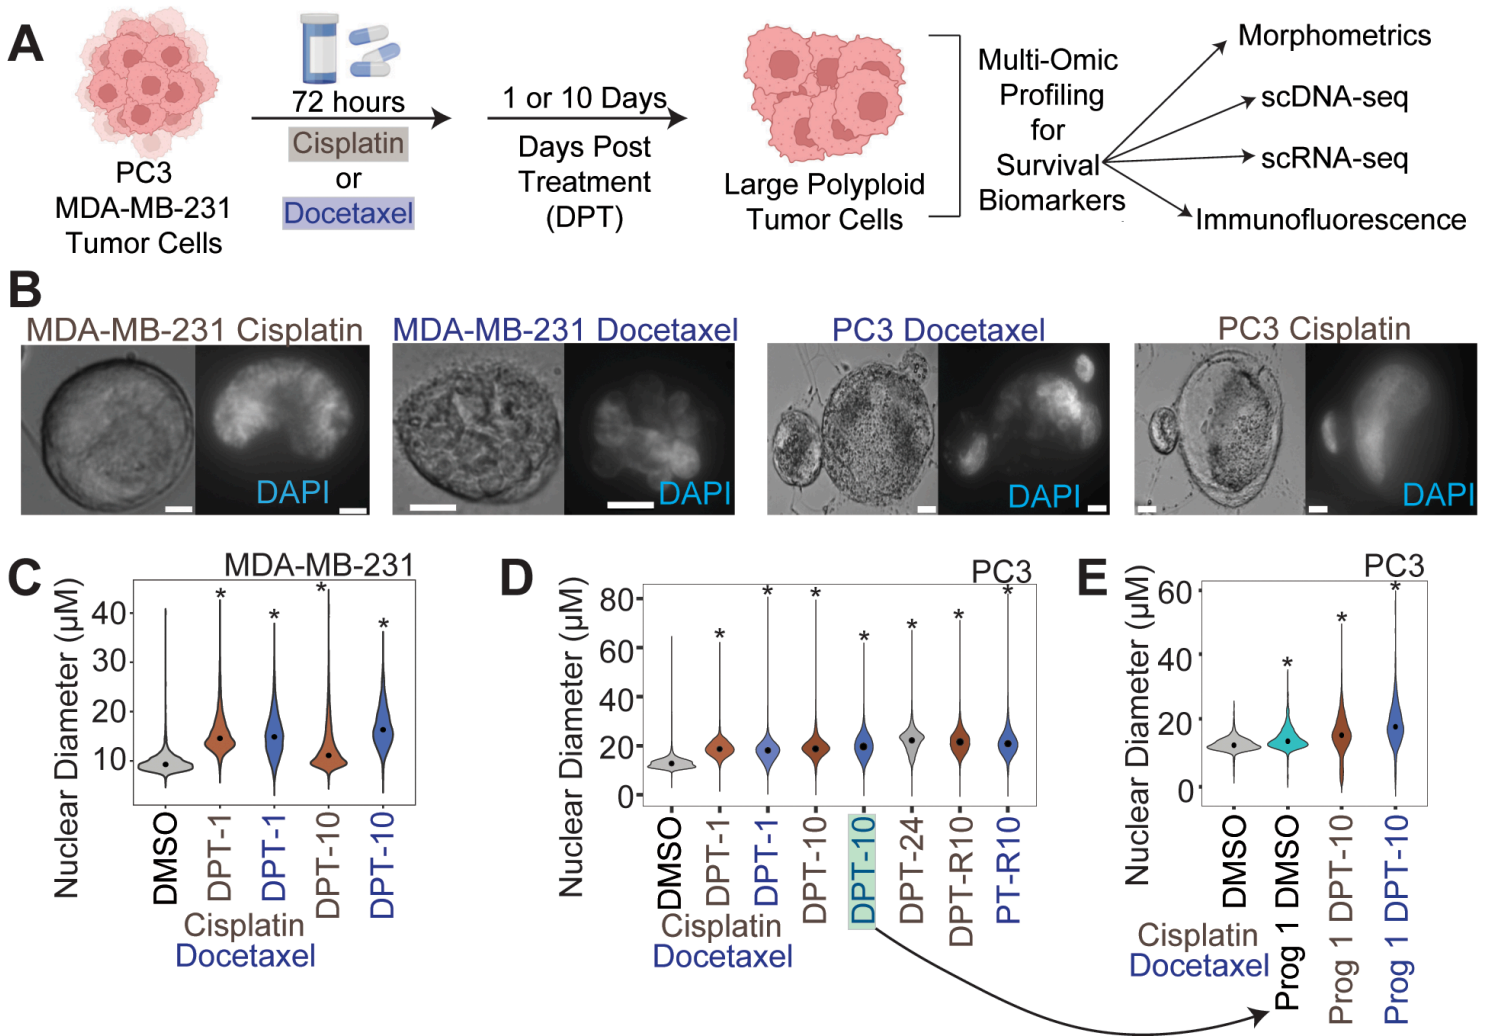 A
PC3
MDA-MB-231
Tumor Cells
72 hours
Cisplatin
or
Docetaxel
1 or 10 Days
Days Post
Treatment
(DPT)
Large Polyploid
Tumor Cells
Multi-Omic
Profiling
for
Survival
Biomarkers
Morphometrics
scDNA-seq
scRNA-seq
Immunofluorescence
B
MDA-MB-231 Cisplatin
DAPI
MDA-MB-231 Docetaxel
DAPI
PC3 Docetaxel
DAPI
PC3 Cisplatin
DAPI
C
MDA-MB-231
Nuclear Diameter (μM)
40
30
20
10
*
*
*
*
DMSO
DPT-1
DPT-1
DPT-10
DPT-10
Cisplatin
Docetaxel
D
PC3
Nuclear Diameter (μM)
80
60
40
20
0
*
*
*
*
*
*
*
DMSO
DPT-1
DPT-1
DPT-10
DPT-10
DPT-24
DPT-R10
PT-R10
Cisplatin
Docetaxel
E
PC3
Nuclear Diameter (μM)
60
40
20
0
*
*
*
DMSO
Prog 1 DMSO
Prog 1 DPT-10
Prog 1 DPT-10
Cisplatin
Docetaxel